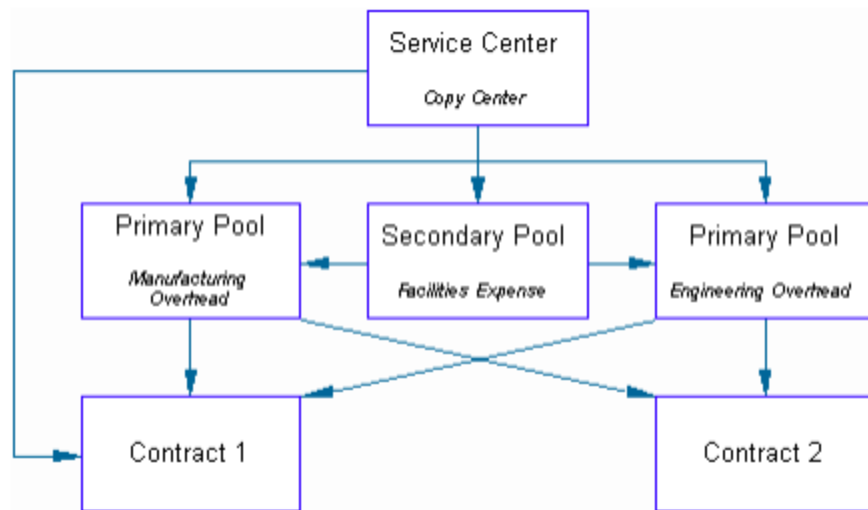 Service Center
Copy Center
Primary Pool
Manufacturing
Overhead
Secondary Pool
Facilities Expense
Primary Pool
Engineering Overhead
Contract 1
Contract 2